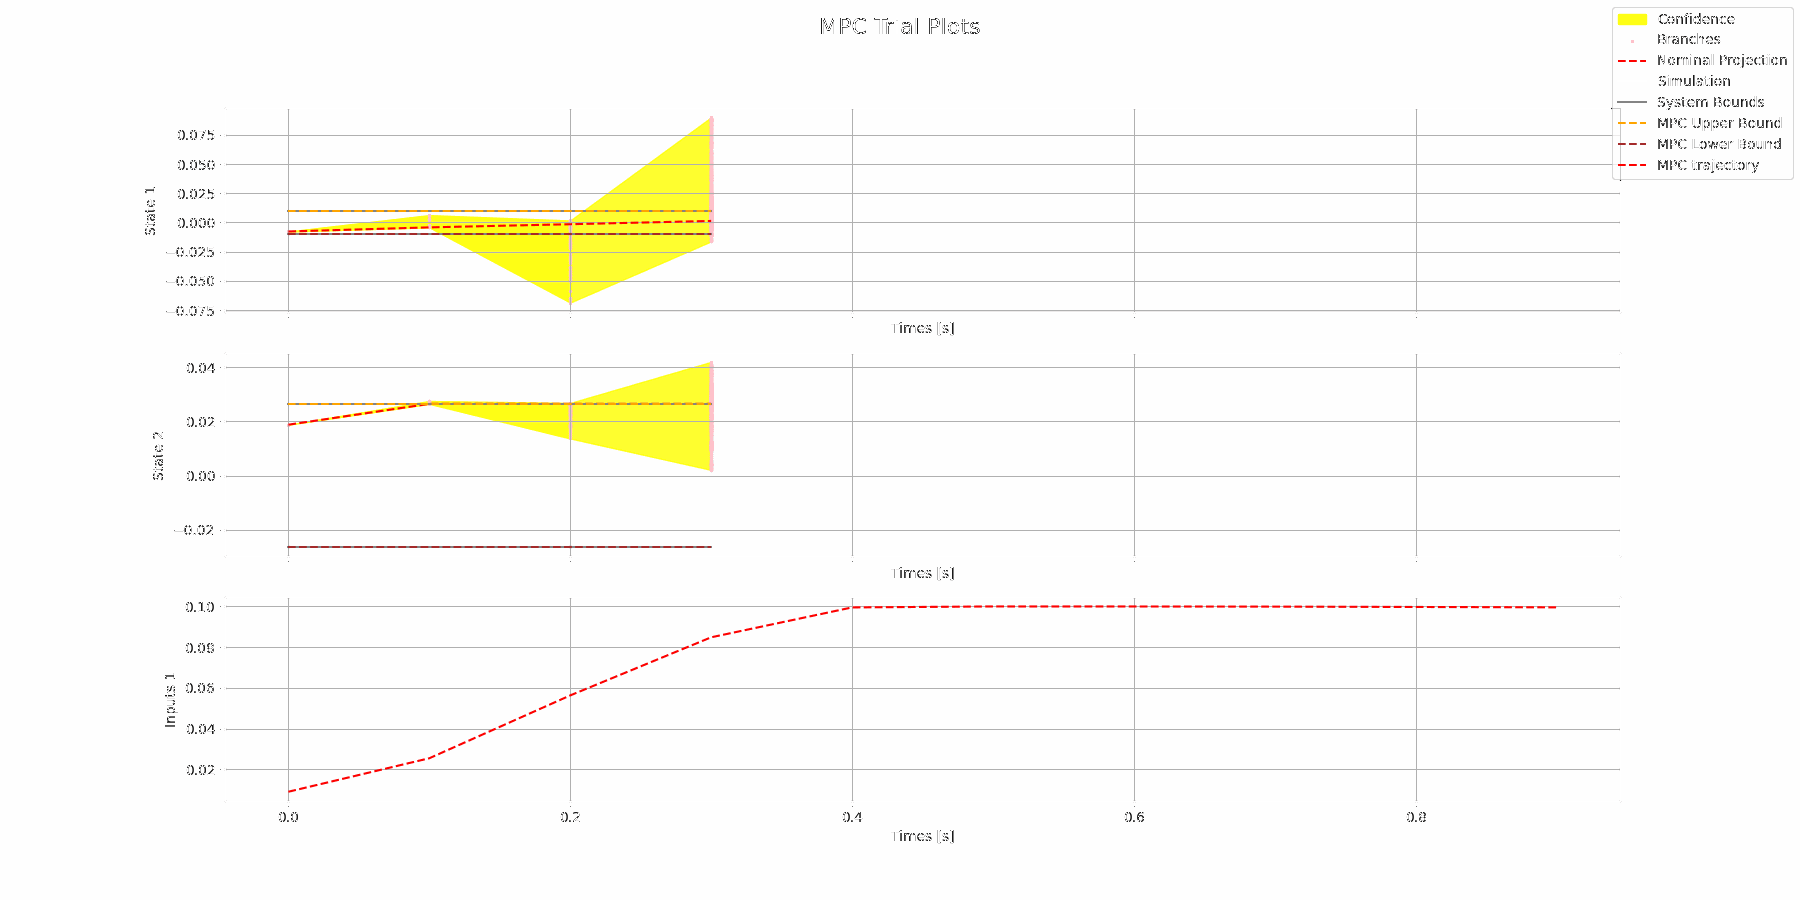 MPC Trial Plots
Confidence
Branches
Nominal Projection
Simulation
System Bounds
MPC Upper Bound
MPC Lower Bound
MPC trajectory
State 1
0.075
0.050
0.025
0.000
−0.025
−0.050
−0.075
Times [s]
State 2
0.04
0.02
0.00
−0.02
Times [s]
Inputs 1
0.10
0.08
0.06
0.04
0.02
0.0 0.2 0.4 0.6 0.8
Times [s]